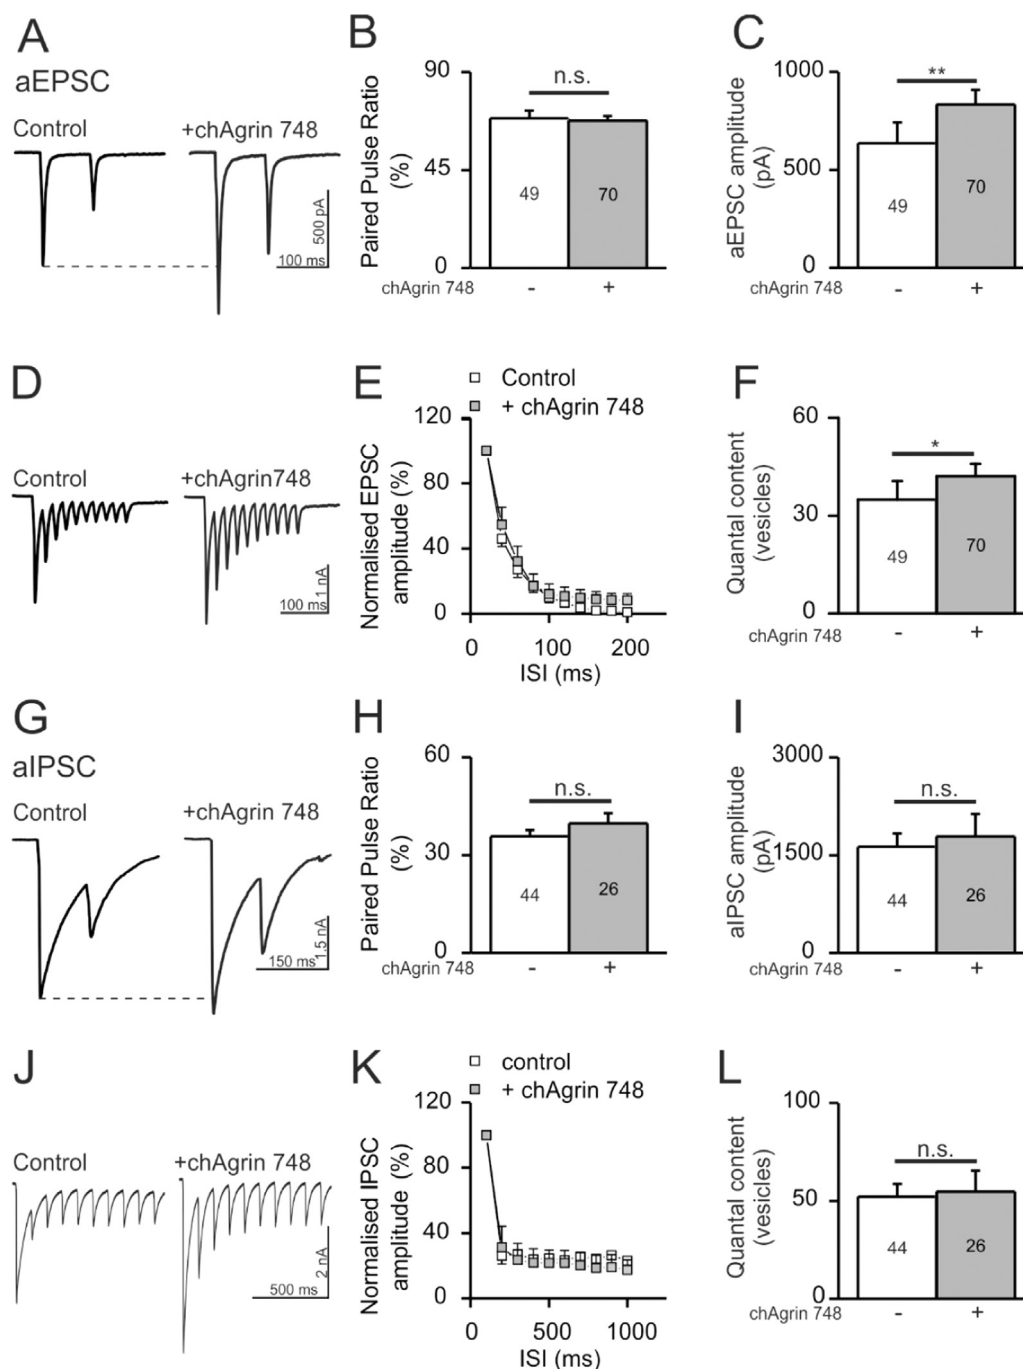 A
aEPSC
Control
+chAgrin 748
500 pA
100 ms
B
Paired Pulse Ratio
(%)
90
45
0
n.s.
49
70
chAgrin 748
-
+
C
aEPSC amplitude
(pA)
1000
500
0
**
49
70
chAgrin 748
-
+
D
Control
+chAgrin748
1 nA
100 ms
E
Control
+ chAgrin 748
Normalised EPSC
amplitude (%)
120
80
40
0
0
100
200
ISI (ms)
F
Quantal content
(vesicles)
60
30
0
*
49
70
chAgrin 748
-
+
G
aIPSC
Control
+chAgrin 748
1.5 nA
150 ms
H
Paired Pulse Ratio
(%)
60
30
0
n.s.
44
26
chAgrin 748
-
+
I
aIPSC amplitude
(pA)
3000
1500
0
n.s.
44
26
chAgrin 748
-
+
J
Control
+chAgrin 748
2 nA
500 ms
K
control
+ chAgrin 748
Normalised IPSC
amplitude (%)
120
80
40
0
0
500
1000
ISI (ms)
L
Quantal content
(vesicles)
100
50
0
n.s.
44
26
chAgrin 748
-
+